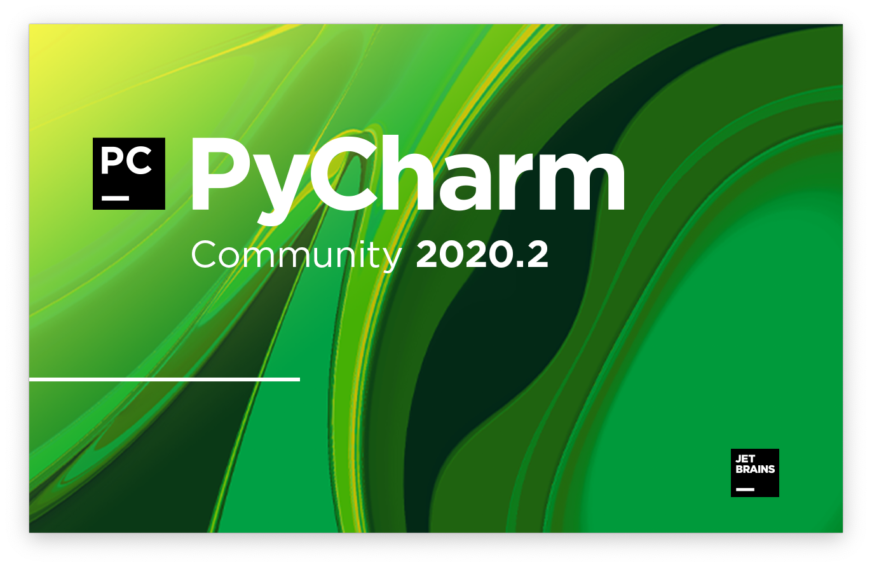 PC
PyCharm
Community 2020.2
JET
BRAINS